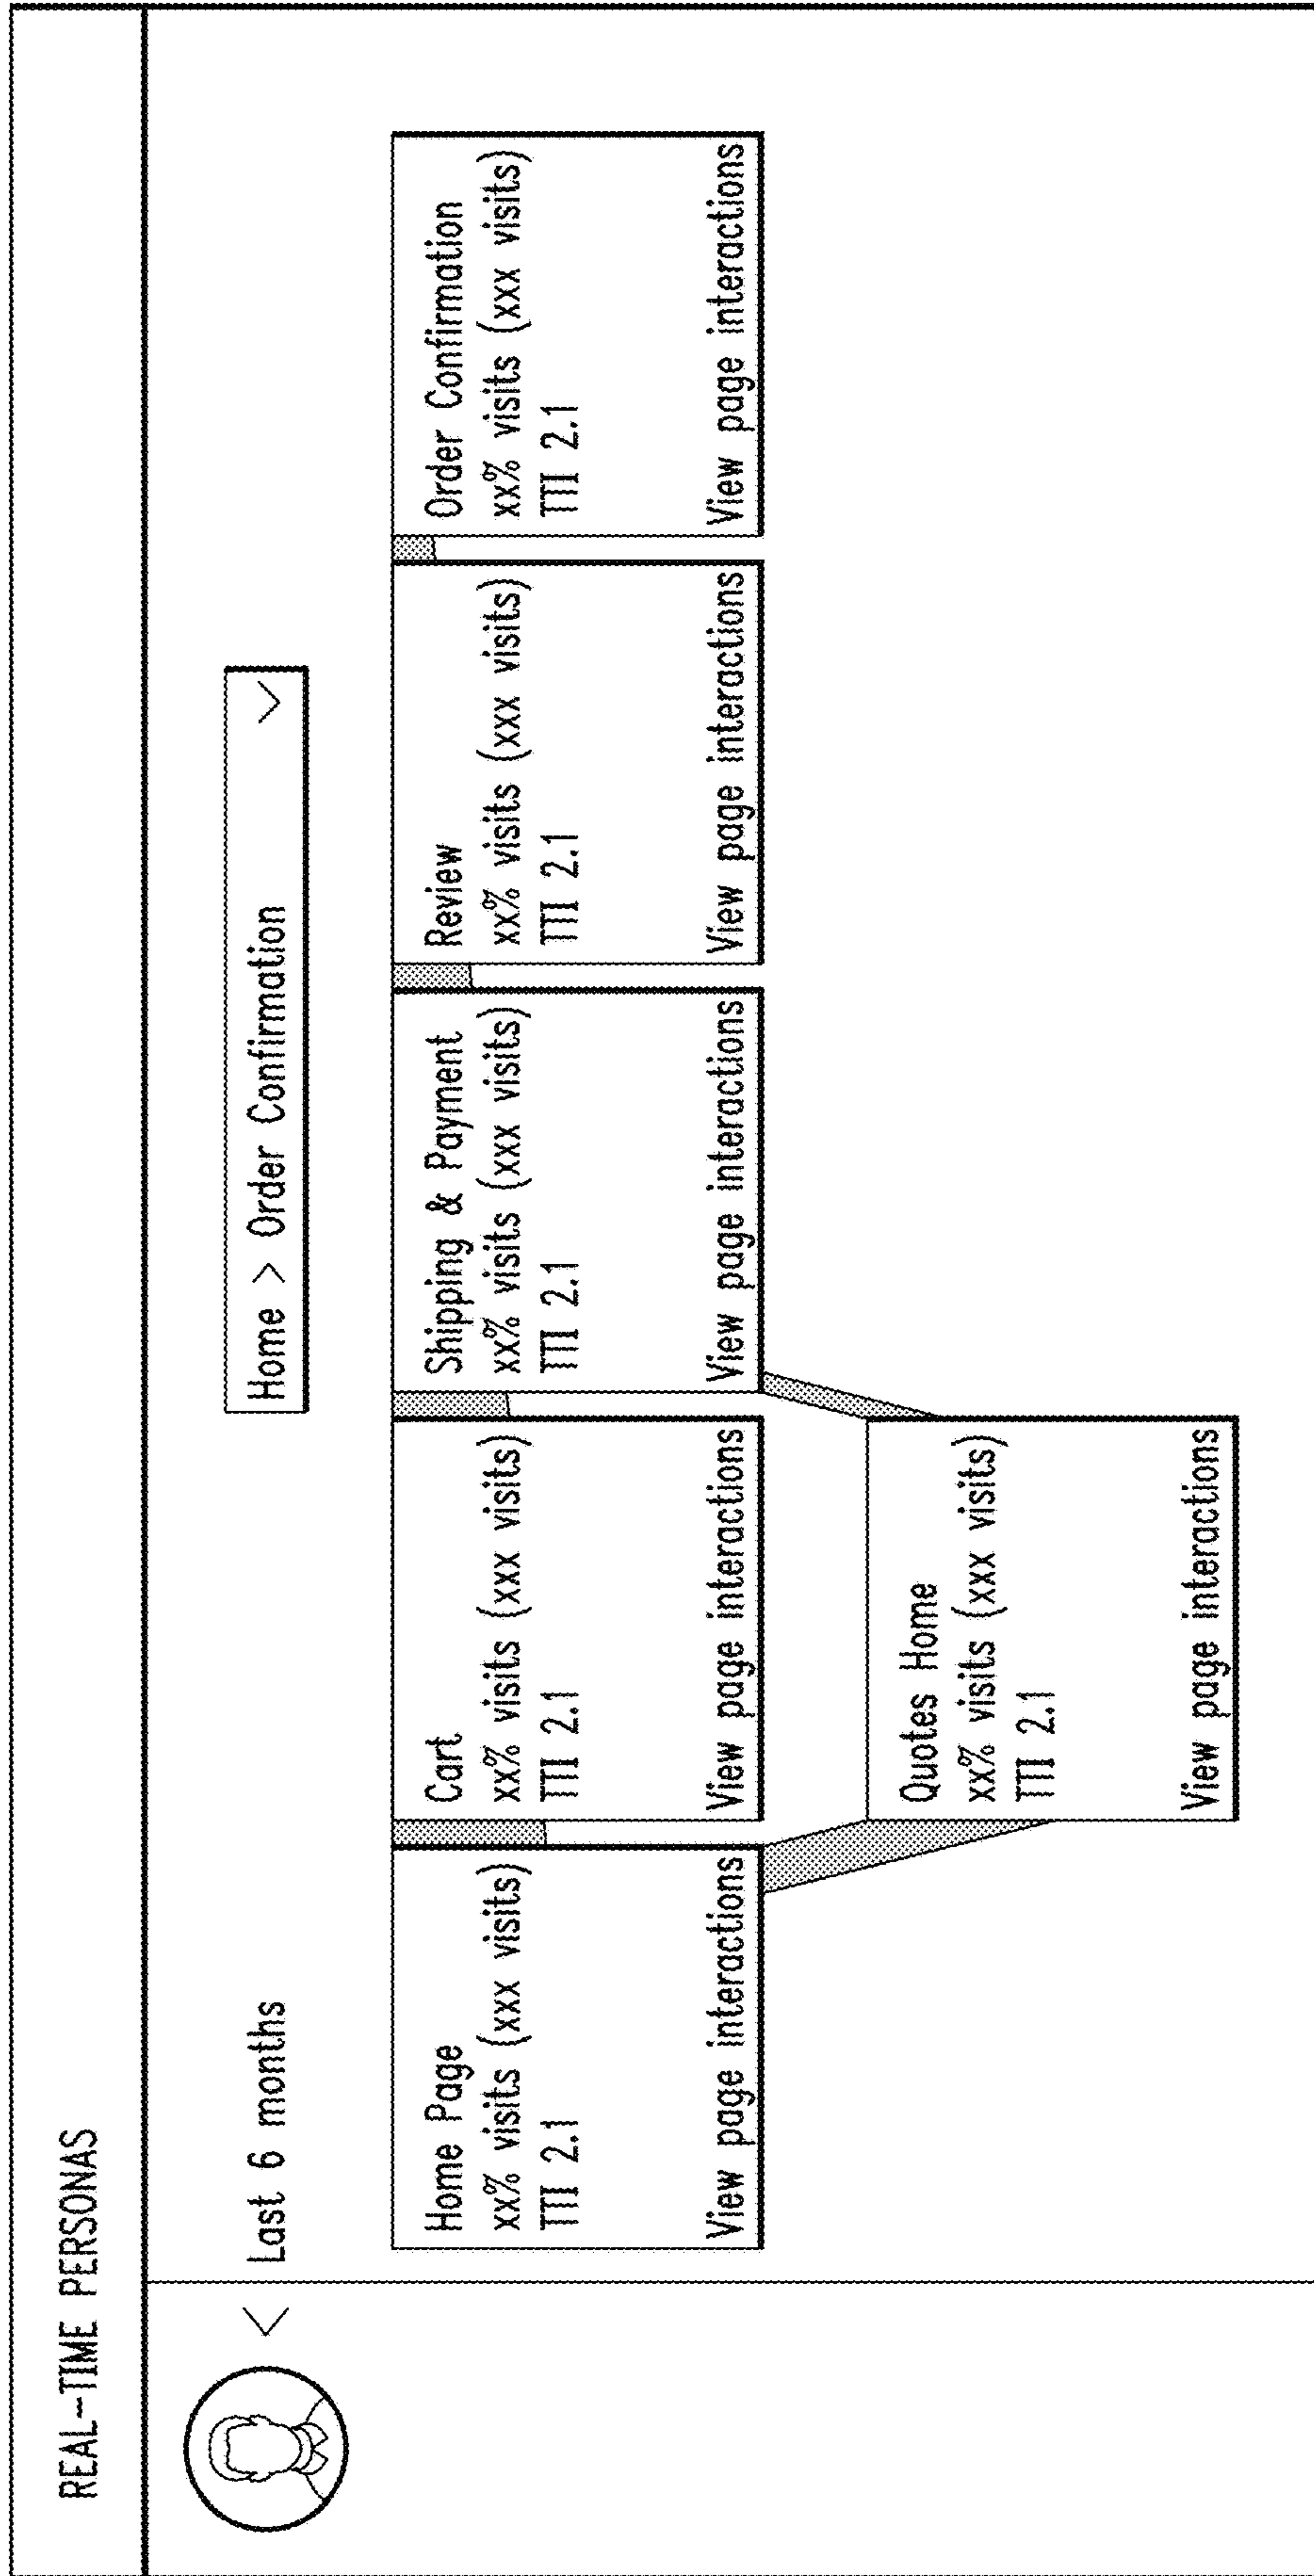 REAL-TIME PERSONAS
Last 6 months
Home > Order Confirmation
Home Page
xx% visits (xxx visits)
TTI 2.1
View page interactions
Cart
xx% visits (xxx visits)
TTI 2.1
View page interactions
Shipping & Payment
xx% visits (xxx visits)
TTI 2.1
View page interactions
Review
xx% visits (xxx visits)
TTI 2.1
View page interactions
Order Confirmation
xx% visits (xxx visits)
TTI 2.1
View page interactions
Quotes Home
xx% visits (xxx visits)
TTI 2.1
View page interactions